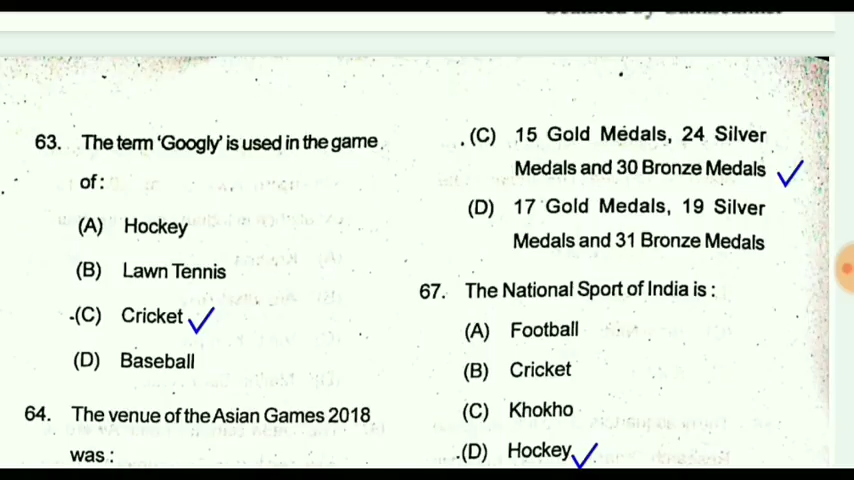 63. The term 'Googly' is used in the game
of :
(A) Hockey
(B) Lawn Tennis
(C) Cricket
(D) Baseball
64. The venue of the Asian Games 2018
was :
(C) 15 Gold Medals, 24 Silver
Medals and 30 Bronze Medals
(D) 17 Gold Medals, 19 Silver
Medals and 31 Bronze Medals
67. The National Sport of India is :
(A) Football
(B) Cricket
(C) Khokho
(D) Hockey